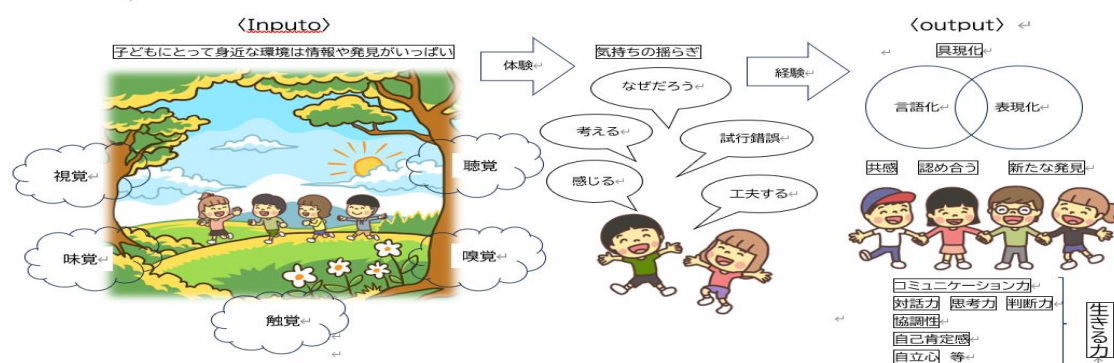 〈Inputo〉
子どもにとって身近な環境は情報や発見がいっぱい
視覚
聴覚
味覚
嗅覚
触覚
体験
気持ちの揺らぎ
なぜだろう
考える
試行錯誤
感じる
工夫する
経験
〈output〉
具現化
言語化
表現化
共感 認め合う 新たな発見
コミュニケーション力
対話力 思考力 判断力
協調性
自己肯定感
自立心 等
生きる力